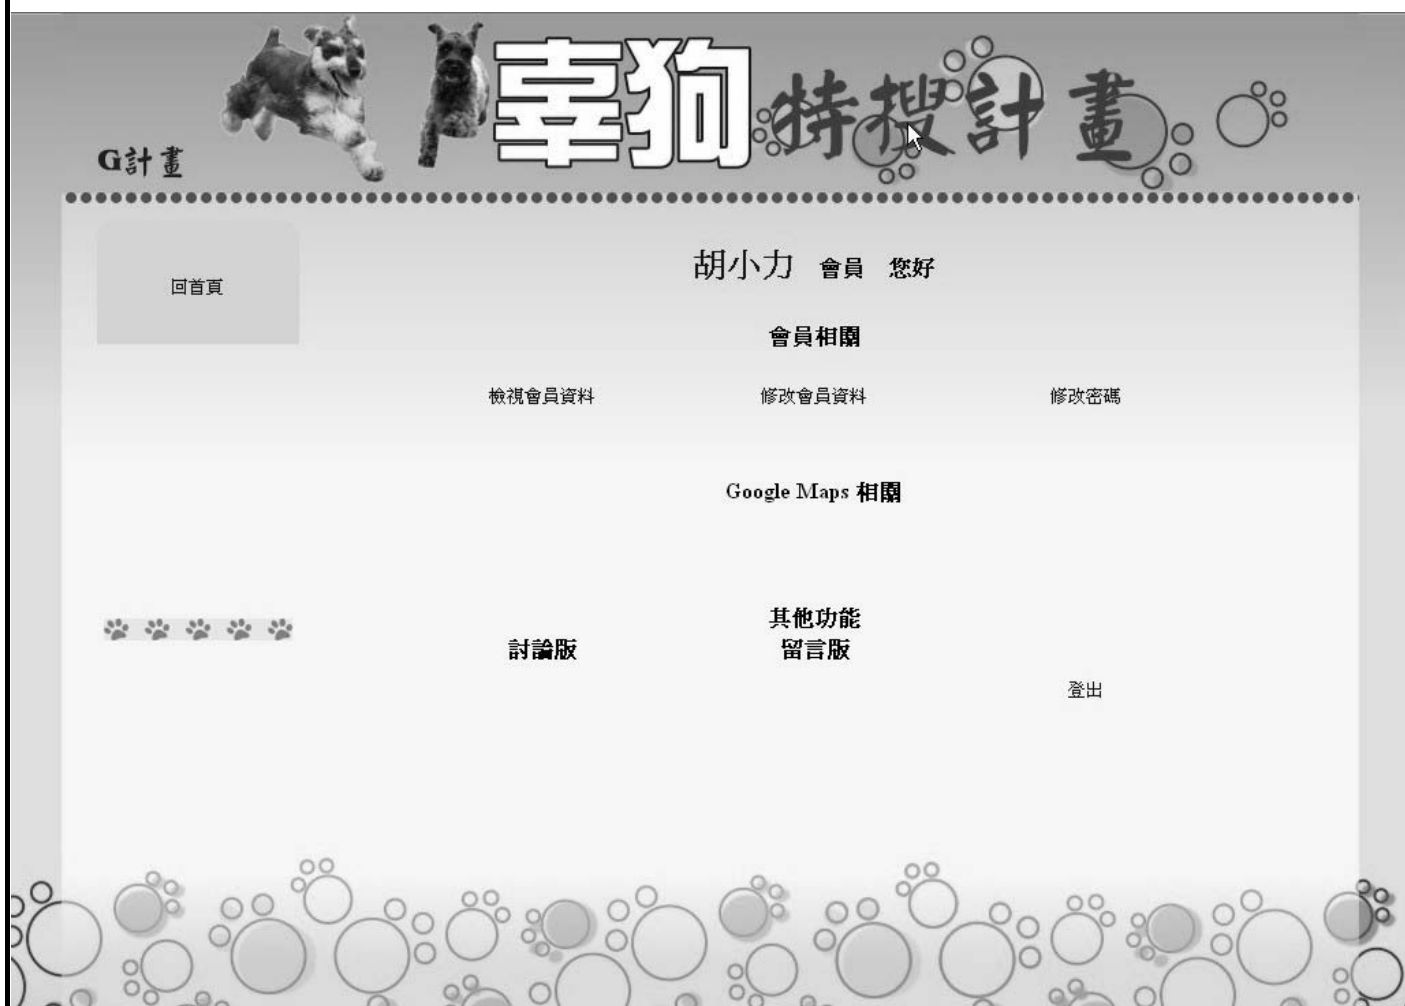 辜狗特搜計畫
G計畫
回首頁
胡小力 會員 您好
會員相關
檢視會員資料 修改會員資料 修改密碼
Google Maps 相關
其他功能
討論版 留言版
登出